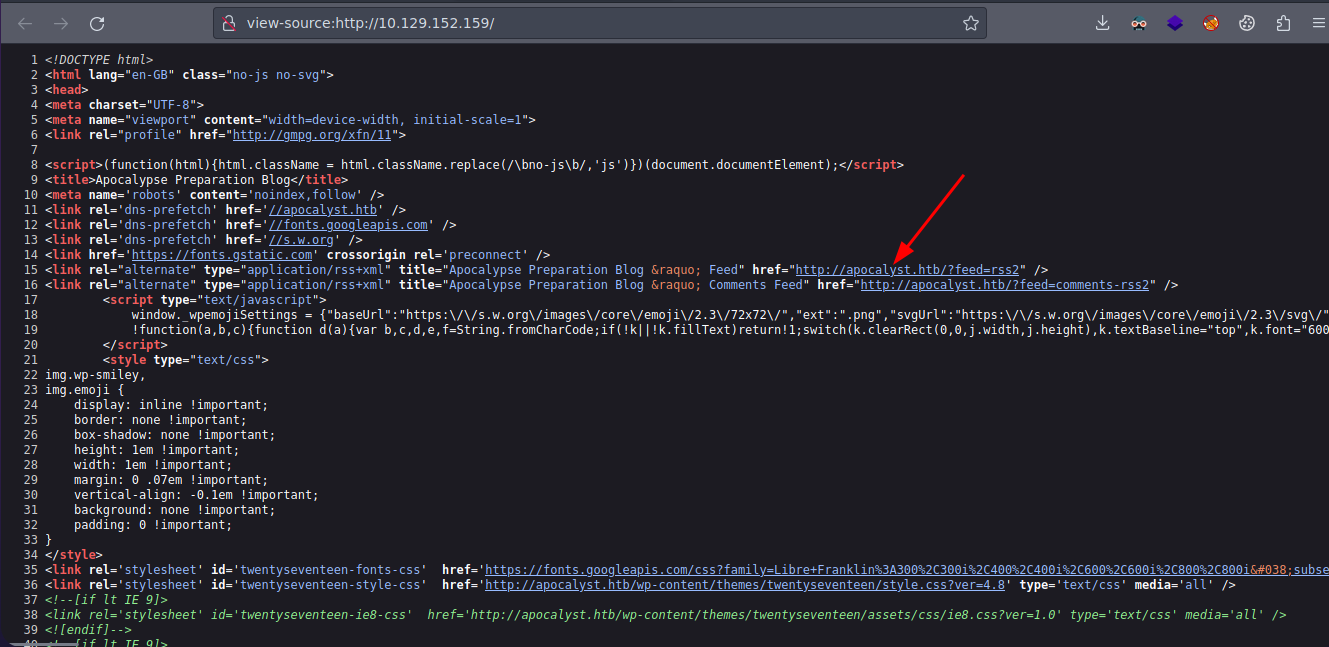 view-source:http://10.129.152.159/
1 <!DOCTYPE html>
2 <html lang="en-GB" class="no-js no-svg">
3 <head>
4 <meta charset="UTF-8">
5 <meta name="viewport" content="width=device-width, initial-scale=1">
6 <link rel="profile" href="http://gmpg.org/xfn/11">
7
8 <script>(function(html){html.className = html.className.replace(/\bno-js\b/,'js')})(document.documentElement);</script>
9 <title>Apocalypse Preparation Blog</title>
10 <meta name='robots' content='noindex,follow' />
11 <link rel='dns-prefetch' href='//apocalyst.htb' />
12 <link rel='dns-prefetch' href='//fonts.googleapis.com' />
13 <link rel='dns-prefetch' href='//s.w.org' />
14 <link href='https://fonts.gstatic.com' crossorigin rel='preconnect' />
15 <link rel="alternate" type="application/rss+xml" title="Apocalypse Preparation Blog &raquo; Feed" href="http://apocalyst.htb/?feed=rss2" />
16 <link rel="alternate" type="application/rss+xml" title="Apocalypse Preparation Blog &raquo; Comments Feed" href="http://apocalyst.htb/?feed=comments-rss2" />
17 <script type="text/javascript">
18 window._wpemojiSettings = {"baseUrl":"https:\/\/s.w.org\/images\/core\/emoji\/2.3\/72x72\/","ext":".png","svgUrl":"https:\/\/s.w.org\/images\/core\/emoji\/2.3\/svg\/"
19 !function(a,b,c){function d(a){var b,c,d,e,f=String.fromCharCode;if(!k||!k.fillText)return!1;switch(k.clearRect(0,0,j.width,j.height),k.textBaseline="top",k.font="600
20 </script>
21 <style type="text/css">
22 img.wp-smiley,
23 img.emoji {
24 display: inline !important;
25 border: none !important;
26 box-shadow: none !important;
27 height: 1em !important;
28 width: 1em !important;
29 margin: 0 .07em !important;
30 vertical-align: -0.1em !important;
31 background: none !important;
32 padding: 0 !important;
33 }
34 </style>
35 <link rel='stylesheet' id='twentyseventeen-fonts-css' href='https://fonts.googleapis.com/css?family=Libre+Franklin%3A300%2C300i%2C400%2C400i%2C600%2C600i%2C800%2C800i&#038;subse
36 <link rel='stylesheet' id='twentyseventeen-style-css' href='http://apocalyst.htb/wp-content/themes/twentyseventeen/style.css?ver=4.8' type='text/css' media='all' />
37 <!--[if lt IE 9]>
38 <link rel='stylesheet' id='twentyseventeen-ie8-css' href='http://apocalyst.htb/wp-content/themes/twentyseventeen/assets/css/ie8.css?ver=1.0' type='text/css' media='all' />
39 <![endif]-->
40 <!--[if lt IE 9]>